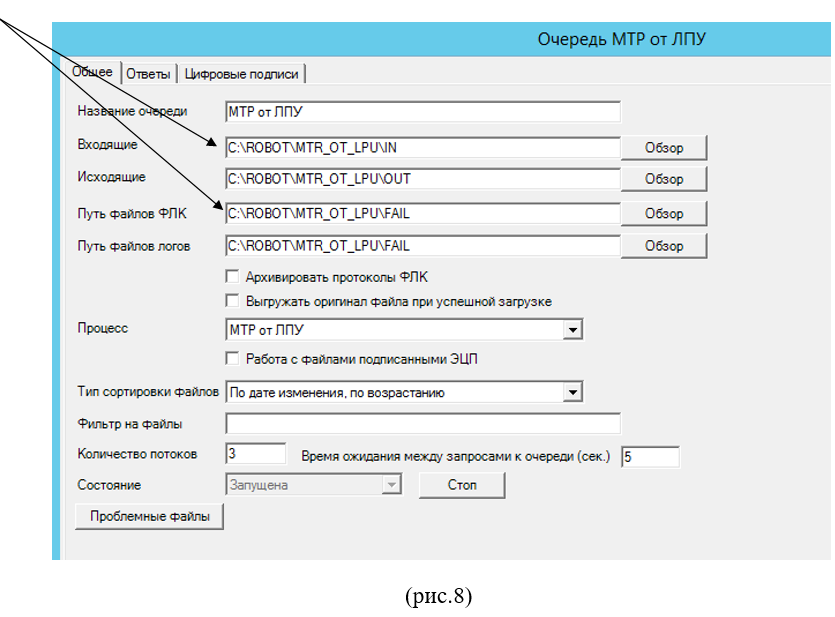 Очередь МТР от ЛПУ
Общее Ответы Цифровые подписи
Название очереди МТР от ЛПУ
Входящие C:\ROBOT\MTR_OT_LPU\IN Обзор
Исходящие C:\ROBOT\MTR_OT_LPU\OUT Обзор
Путь файлов ФЛК C:\ROBOT\MTR_OT_LPU\FAIL Обзор
Путь файлов логов C:\ROBOT\MTR_OT_LPU\FAIL Обзор
Архивировать протоколы ФЛК
Выгружать оригинал файла при успешной загрузке
Процесс МТР от ЛПУ
Работа с файлами подписанными ЭЦП
Тип сортировки файлов По дате изменения, по возрастанию
Фильтр на файлы
Количество потоков 3 Время ожидания между запросами к очереди (сек.) 5
Состояние Запущена Стоп
Проблемные файлы
(рис.8)